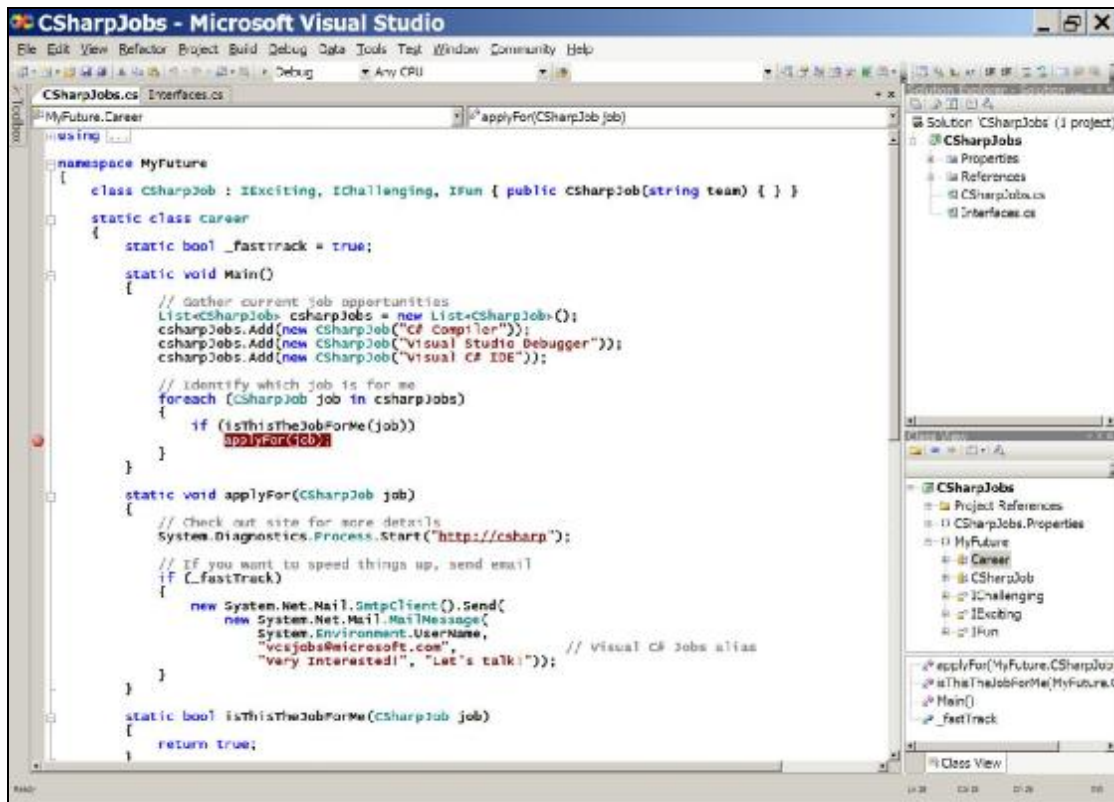 CSharpJobs - Microsoft Visual Studio
File Edit View Refactor Project Build Debug Data Tools Test Window Community Help
Debug Any CPU
CSharpJobs.cs Interfaces.cs
MyFuture.Career applyFor(CSharpJob job)
Toolbox
using ...
namespace MyFuture
{
class CSharpJob : IExciting, IChallenging, IFun { public CSharpJob(string team) { } }
static class Career
{
static bool _fastTrack = true;
static void Main()
{
// Gather current job opportunities
List<CSharpJob> csharpJobs = new List<CSharpJob>();
csharpJobs.Add(new CSharpJob("C# Compiler"));
csharpJobs.Add(new CSharpJob("Visual Studio Debugger"));
csharpJobs.Add(new CSharpJob("Visual C# IDE"));
// Identify which job is for me
foreach (CSharpJob job in csharpJobs)
{
if (isThisTheJobForMe(job))
applyFor(job);
}
}
static void applyFor(CSharpJob job)
{
// Check out site for more details
System.Diagnostics.Process.Start("http://csharp");
// If you want to speed things up, send email
if (_fastTrack)
{
new System.Net.Mail.SmtpClient().Send(
new System.Net.Mail.MailMessage(
System.Environment.UserName,
"vcsjobs@microsoft.com", // Visual C# Jobs alias
"Very Interested!", "Let's talk!"));
}
}
static bool isThisTheJobForMe(CSharpJob job)
{
return true;
}
Ready
Solution Explorer - Solution ...
Solution 'CSharpJobs' (1 project)
CSharpJobs
Properties
References
CSharpJobs.cs
Interfaces.cs
Class View
CSharpJobs
Project References
CSharpJobs.Properties
MyFuture
Career
CSharpJob
IChallenging
IExciting
IFun
applyFor(MyFuture.CSharpJob
isThisTheJobForMe(MyFuture.C
Main()
_fastTrack
Class View